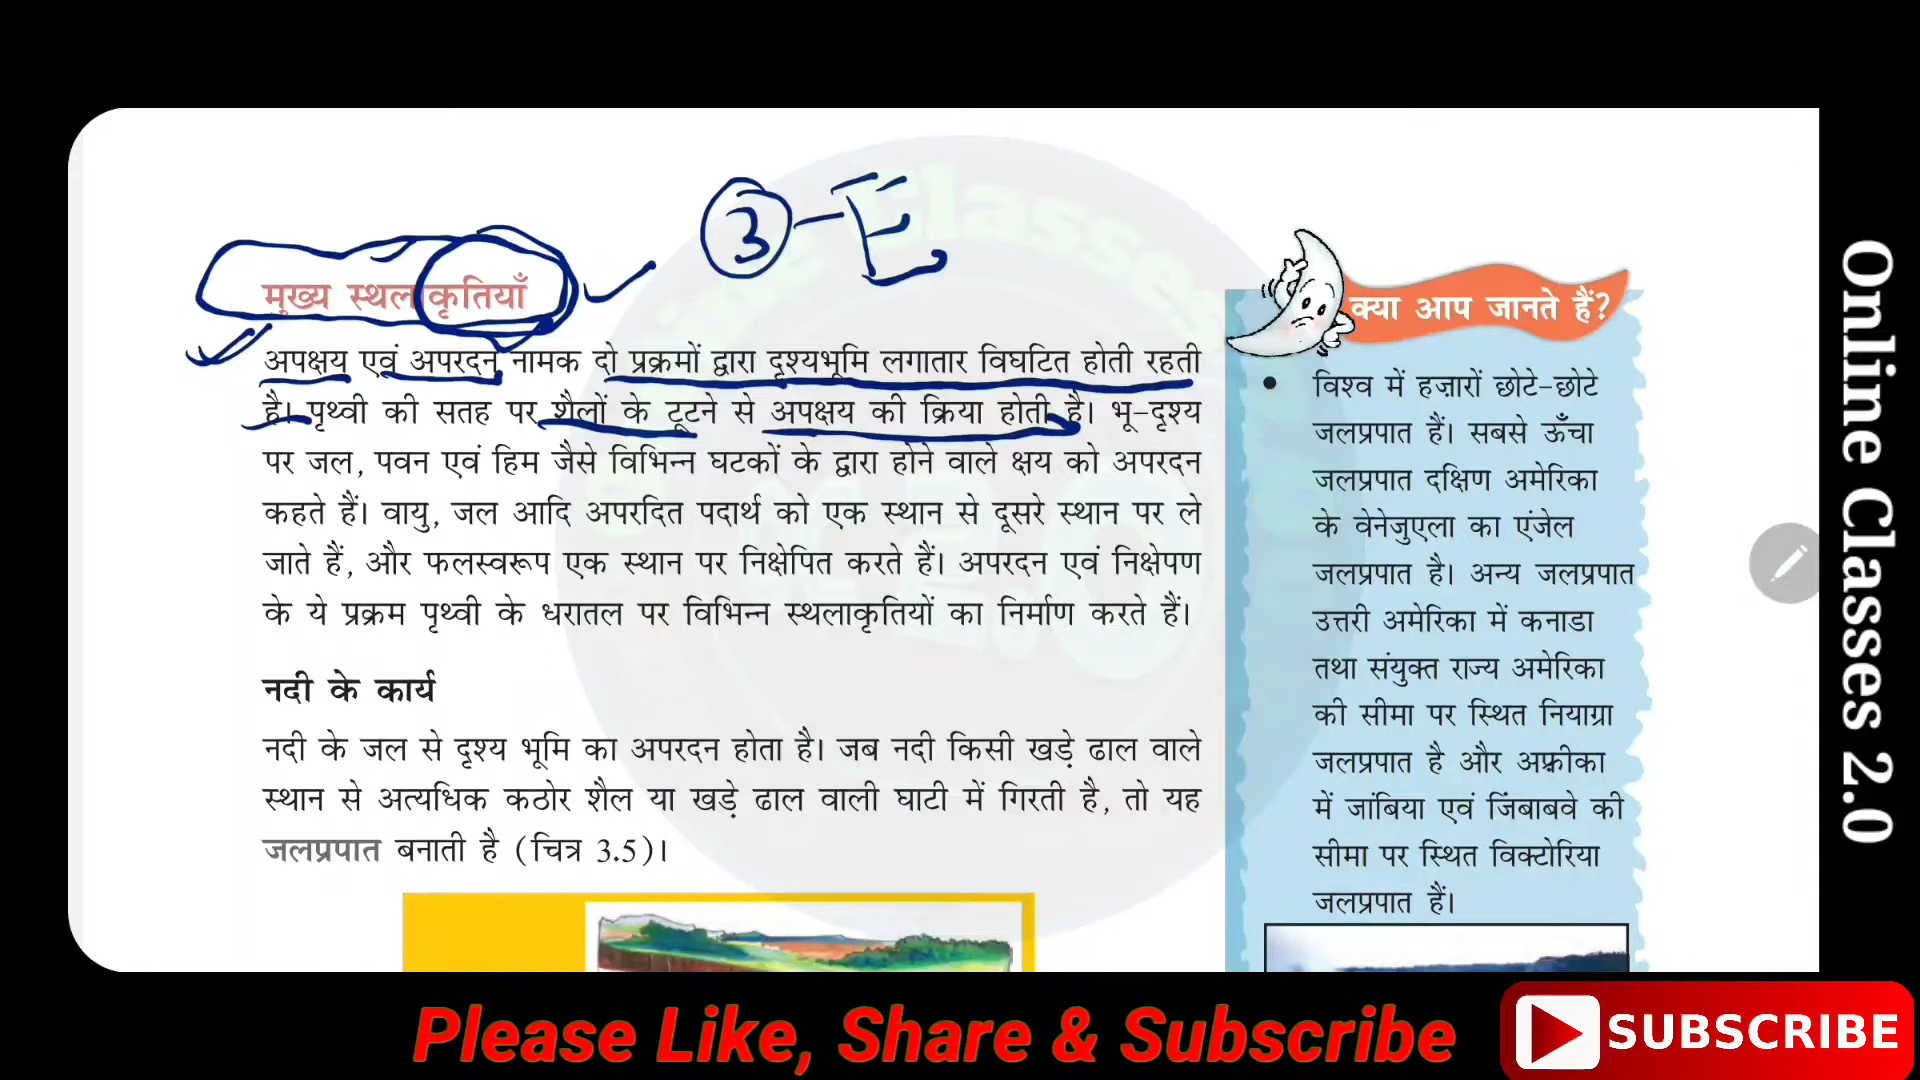 3-E
मुख्य स्थलाकृतियाँ
अपक्षय एवं अपरदन नामक दो प्रक्रमों द्वारा दृश्यभूमि लगातार विघटित होती रहती
है। पृथ्वी की सतह पर शैलों के टूटने से अपक्षय की क्रिया होती है। भू-दृश्य
पर जल, पवन एवं हिम जैसे विभिन्न घटकों के द्वारा होने वाले क्षय को अपरदन
कहते हैं। वायु, जल आदि अपरदित पदार्थ को एक स्थान से दूसरे स्थान पर ले
जाते हैं, और फलस्वरूप एक स्थान पर निक्षेपित करते हैं। अपरदन एवं निक्षेपण
के ये प्रक्रम पृथ्वी के धरातल पर विभिन्न स्थलाकृतियों का निर्माण करते हैं।
नदी के कार्य
नदी के जल से दृश्य भूमि का अपरदन होता है। जब नदी किसी खड़े ढाल वाले
स्थान से अत्यधिक कठोर शैल या खड़े ढाल वाली घाटी में गिरती है, तो यह
जलप्रपात बनाती है (चित्र 3.5)।
क्या आप जानते हैं?
• विश्व में हज़ारों छोटे-छोटे
जलप्रपात हैं। सबसे ऊँचा
जलप्रपात दक्षिण अमेरिका
के वेनेजुएला का एंजेल
जलप्रपात है। अन्य जलप्रपात
उत्तरी अमेरिका में कनाडा
तथा संयुक्त राज्य अमेरिका
की सीमा पर स्थित नियाग्रा
जलप्रपात है और अफ़्रीका
में जांबिया एवं जिंबाबवे की
सीमा पर स्थित विक्टोरिया
जलप्रपात हैं।
Online Classes 2.0
Please Like, Share & Subscribe
SUBSCRIBE